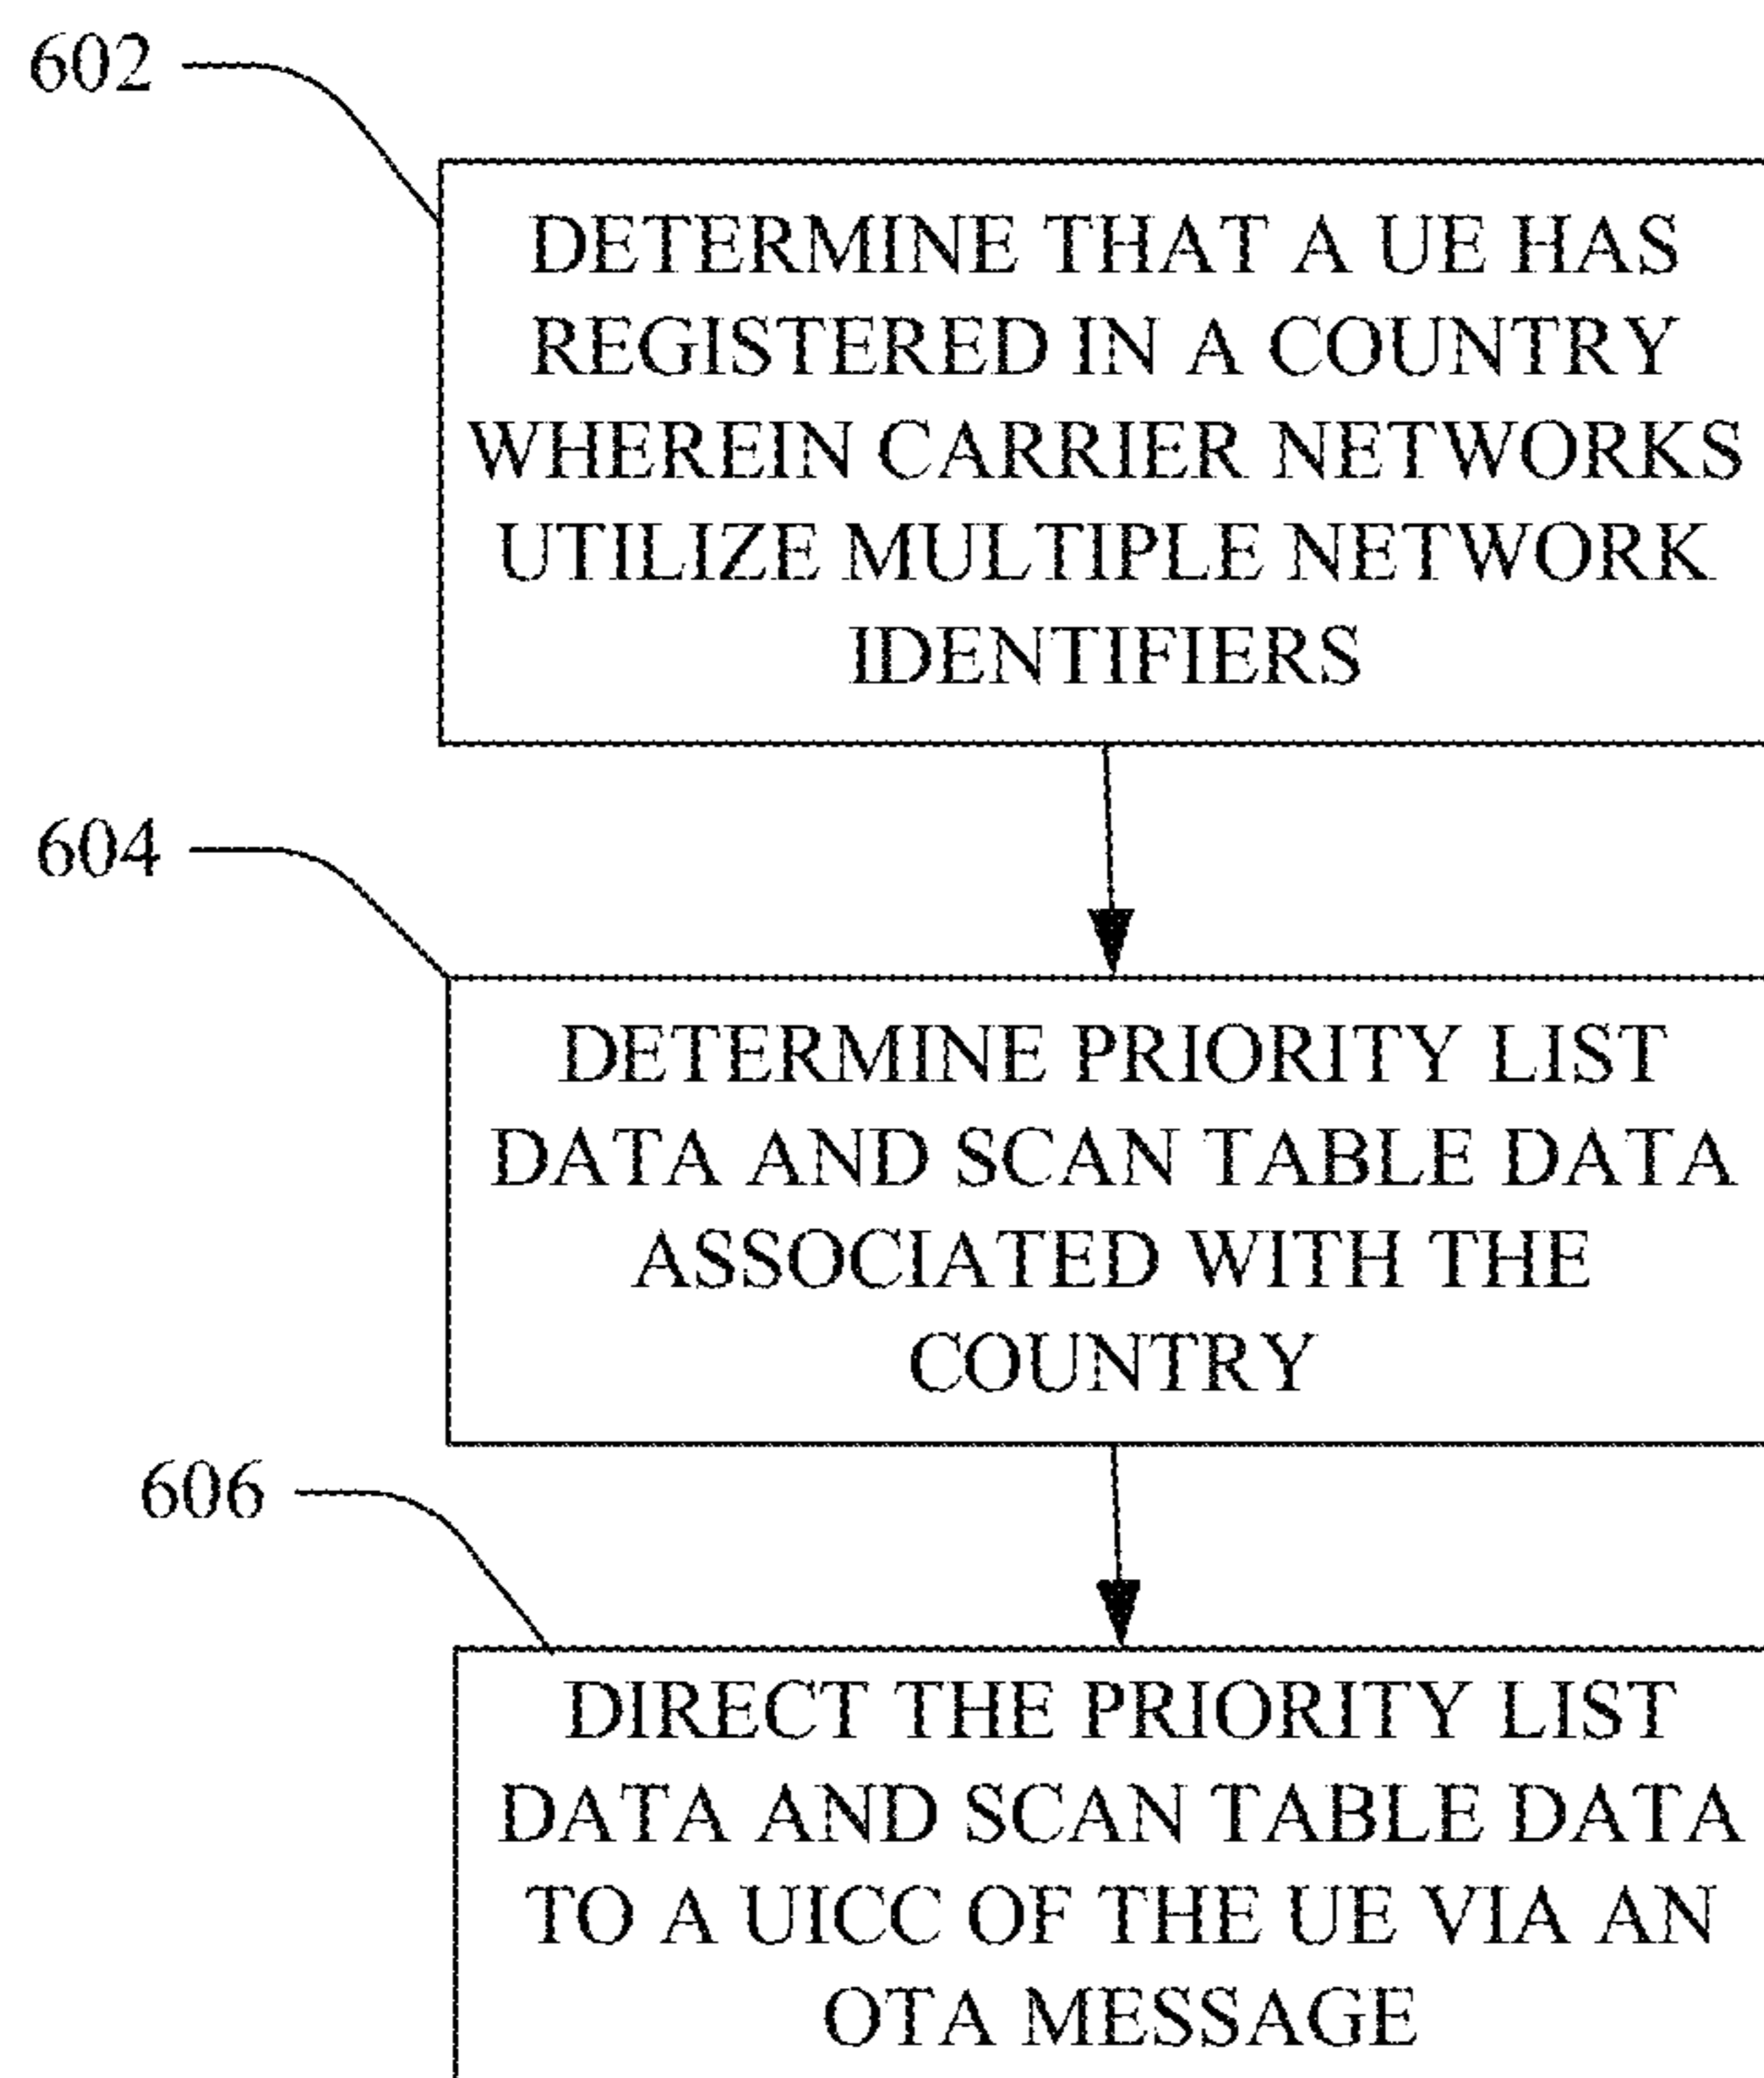 602
DETERMINE THAT A UE HAS
REGISTERED IN A COUNTRY
WHEREIN CARRIER NETWORKS
UTILIZE MULTIPLE NETWORK
IDENTIFIERS
604
DETERMINE PRIORITY LIST
DATA AND SCAN TABLE DATA
ASSOCIATED WITH THE
COUNTRY
606
DIRECT THE PRIORITY LIST
DATA AND SCAN TABLE DATA
TO A UICC OF THE UE VIA AN
OTA MESSAGE